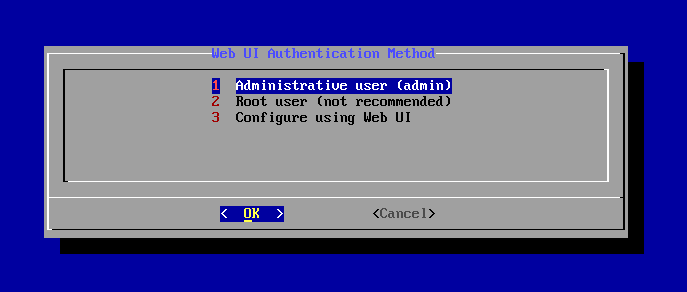 Web UI Authentication Method
1 Administrative user (admin)
2 Root user (not recommended)
3 Configure using Web UI
< OK > <Cancel>